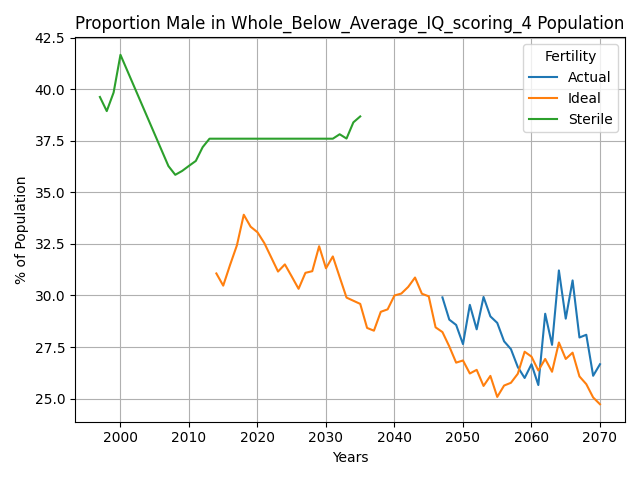 Proportion Male in Whole_Below_Average_IQ_scoring_4 Population
42.5
40.0
37.5
35.0
32.5
30.0
27.5
25.0
% of Population
Fertility
Actual
Ideal
Sterile
2000 2010 2020 2030 2040 2050 2060 2070
Years